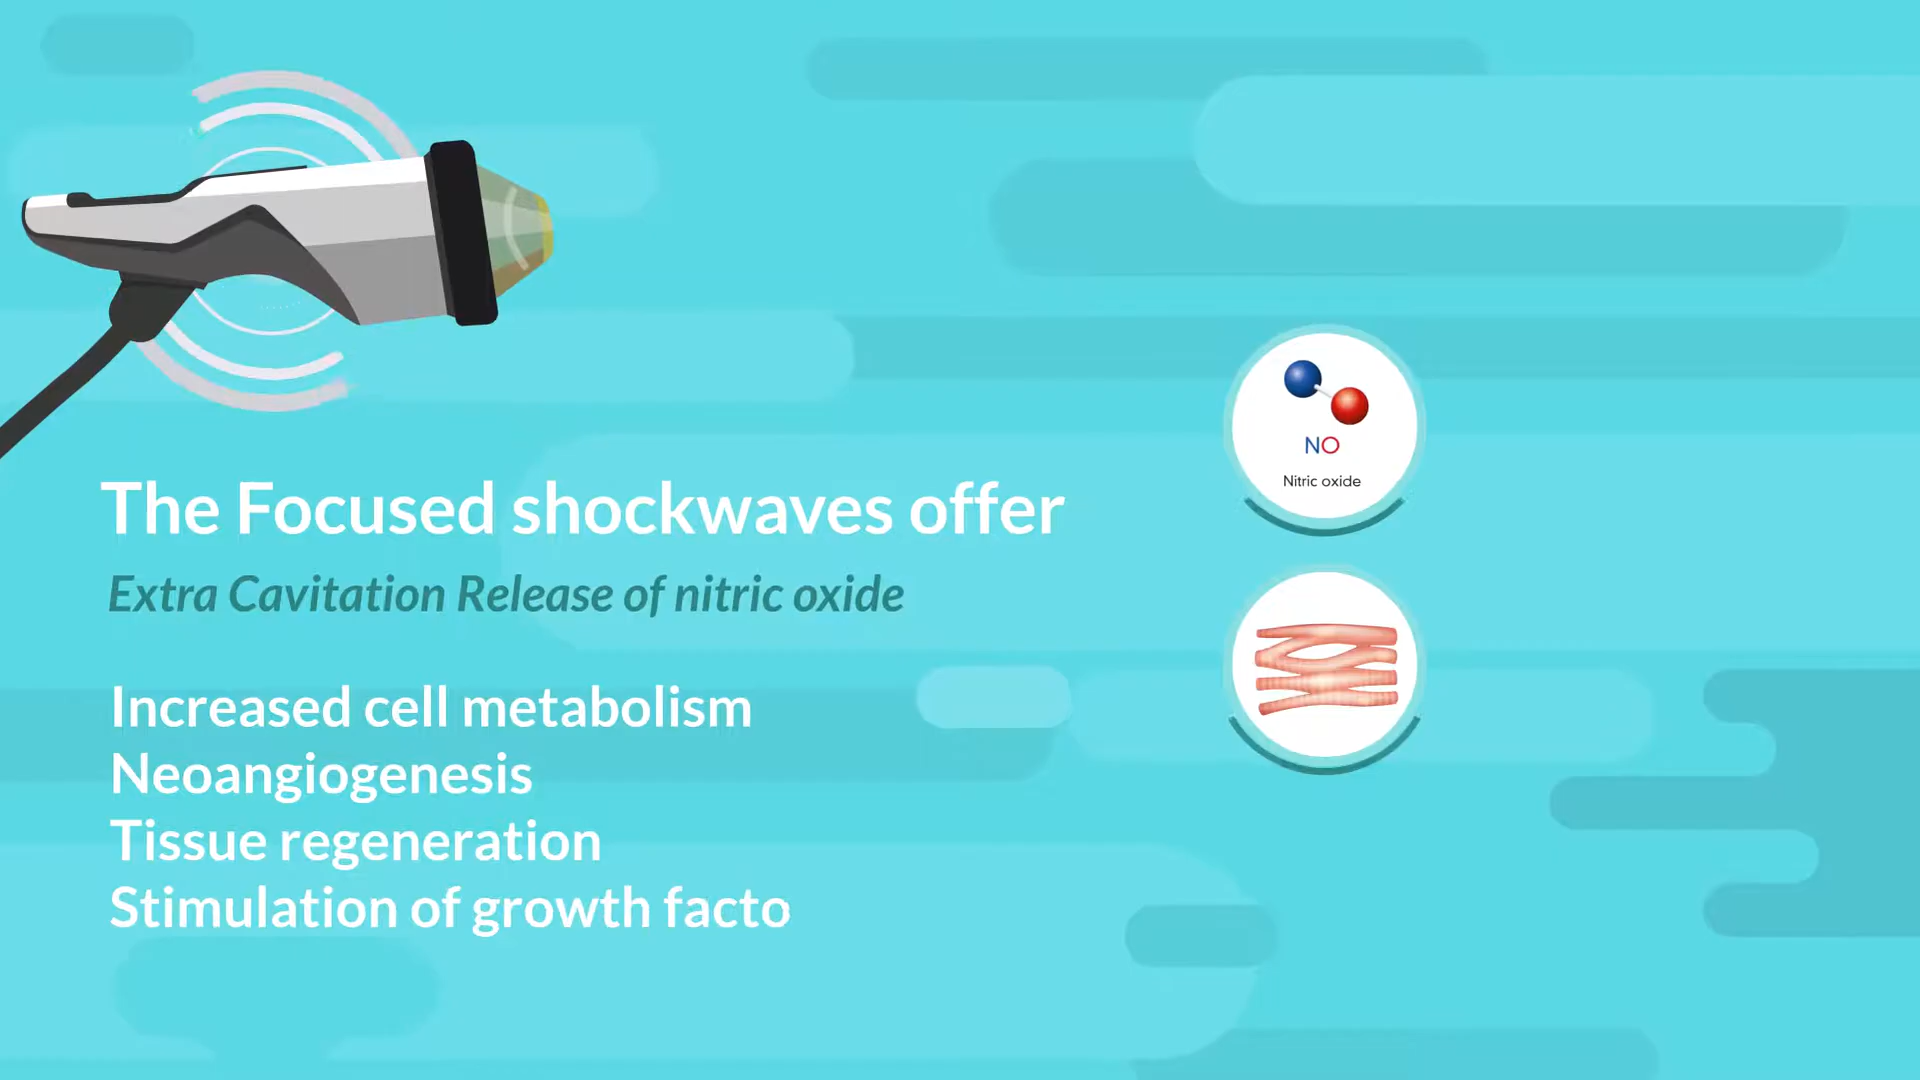 The Focused shockwaves offer
Extra Cavitation Release of nitric oxide
Increased cell metabolism
Neoangiogenesis
Tissue regeneration
Stimulation of growth facto
NO
Nitric oxide